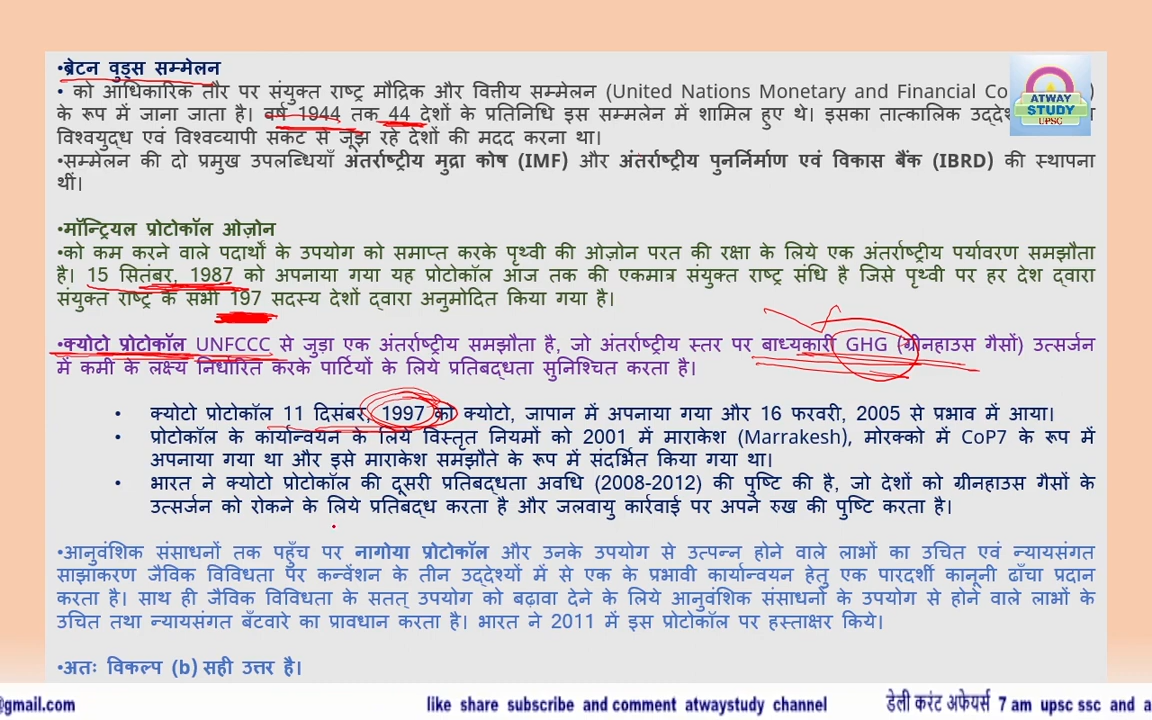 •ब्रेटन वुड्स सम्मेलन
• को आधिकारिक तौर पर संयुक्त राष्ट्र मौद्रिक और वित्तीय सम्मेलन (United Nations Monetary and Financial Co )
के रूप में जाना जाता है। वर्ष 1944 तक 44 देशों के प्रतिनिधि इस सम्मलेन में शामिल हुए थे। इसका तात्कालिक
विश्वयुद्ध एवं विश्वव्यापी संकट से जूझ रहे देशों की मदद करना था।
•सम्मेलन की दो प्रमुख उपलब्धियाँ अंतर्राष्ट्रीय मुद्रा कोष (IMF) और अंतर्राष्ट्रीय पुनर्निर्माण एवं विकास बैंक (IBRD) की स्थापना
थीं।
ATWAY
STUDY
UPSC
•मॉन्ट्रियल प्रोटोकॉल ओज़ोन
•को कम करने वाले पदार्थों के उपयोग को समाप्त करके पृथ्वी की ओज़ोन परत की रक्षा के लिये एक अंतर्राष्ट्रीय पर्यावरण समझौता
है। 15 सितंबर, 1987 को अपनाया गया यह प्रोटोकॉल आज तक की एकमात्र संयुक्त राष्ट्र संधि है जिसे पृथ्वी पर हर देश द्वारा
संयुक्त राष्ट्र के सभी 197 सदस्य देशों द्वारा अनुमोदित किया गया है।
•क्योटो प्रोटोकॉल UNFCCC से जुड़ा एक अंतर्राष्ट्रीय समझौता है, जो अंतर्राष्ट्रीय स्तर पर बाध्यकारी GHG (ग्रीनहाउस गैसों) उत्सर्जन
में कमी के लक्ष्य निर्धारित करके पार्टियों के लिये प्रतिबद्धता सुनिश्चित करता है।
• क्योटो प्रोटोकॉल 11 दिसंबर, 1997 को क्योटो, जापान में अपनाया गया और 16 फरवरी, 2005 से प्रभाव में आया।
• प्रोटोकॉल के कार्यान्वयन के लिये विस्तृत नियमों को 2001 में माराकेश (Marrakesh), मोरक्को में CoP7 के रूप में
अपनाया गया था और इसे माराकेश समझौते के रूप में संदर्भित किया गया था।
• भारत ने क्योटो प्रोटोकॉल की दूसरी प्रतिबद्धता अवधि (2008-2012) की पुष्टि की है, जो देशों को ग्रीनहाउस गैसों के
उत्सर्जन को रोकने के लिये प्रतिबद्ध करता है और जलवायु कार्रवाई पर अपने रुख की पुष्टि करता है।
•आनुवंशिक संसाधनों तक पहुँच पर नागोया प्रोटोकॉल और उनके उपयोग से उत्पन्न होने वाले लाभों का उचित एवं न्यायसंगत
साझाकरण जैविक विविधता पर कन्वेंशन के तीन उद्देश्यों में से एक के प्रभावी कार्यान्वयन हेतु एक पारदर्शी कानूनी ढाँचा प्रदान
करता है। साथ ही जैविक विविधता के सतत् उपयोग को बढ़ावा देने के लिये आनुवंशिक संसाधनों के उपयोग से होने वाले लाभों के
उचित तथा न्यायसंगत बँटवारे का प्रावधान करता है। भारत ने 2011 में इस प्रोटोकॉल पर हस्ताक्षर किये।
•अतः विकल्प (b) सही उत्तर है।
@gmail.com like share subscribe and comment atwaystudy channel डेली करंट अफेयर्स 7 am upsc ssc and a